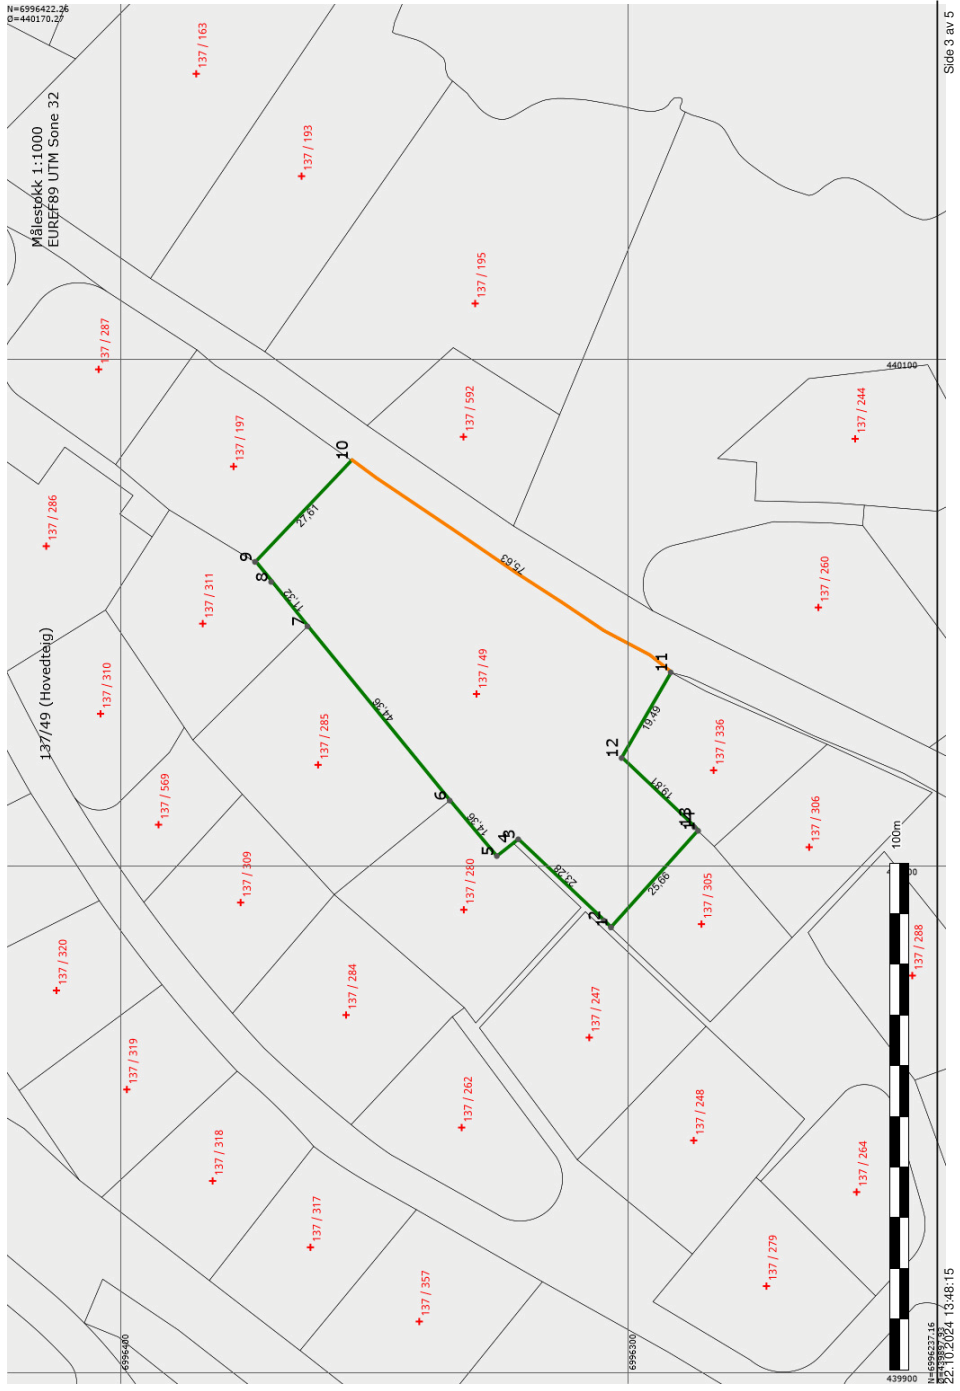 N=6996422.26
Ø=440170.27
Målestokk 1:1000
EUREF89 UTM Sone 32
137/49 (Hovedteig)
Side 3 av 5
137 / 163
137 / 193
137 / 195
137 / 287
137 / 197
137 / 592
137 / 244
440100
137 / 286
137 / 311
137 / 260
137 / 310
137 / 49
137 / 285
137 / 336
137 / 569
137 / 306
137 / 309
137 / 280
137 / 305
137 / 320
137 / 284
137 / 247
137 / 288
137 / 319
137 / 262
137 / 248
137 / 318
137 / 264
137 / 317
137 / 279
137 / 357
10
27,61
9
8
11,32
7
75,63
44,36
11
19,49
12
19,81
6
14,36
5
4
3
23,28
25,66
2
1
13
100m
6996400
6996300
439900
N=6996237.16
22.10.2024 13:48:15